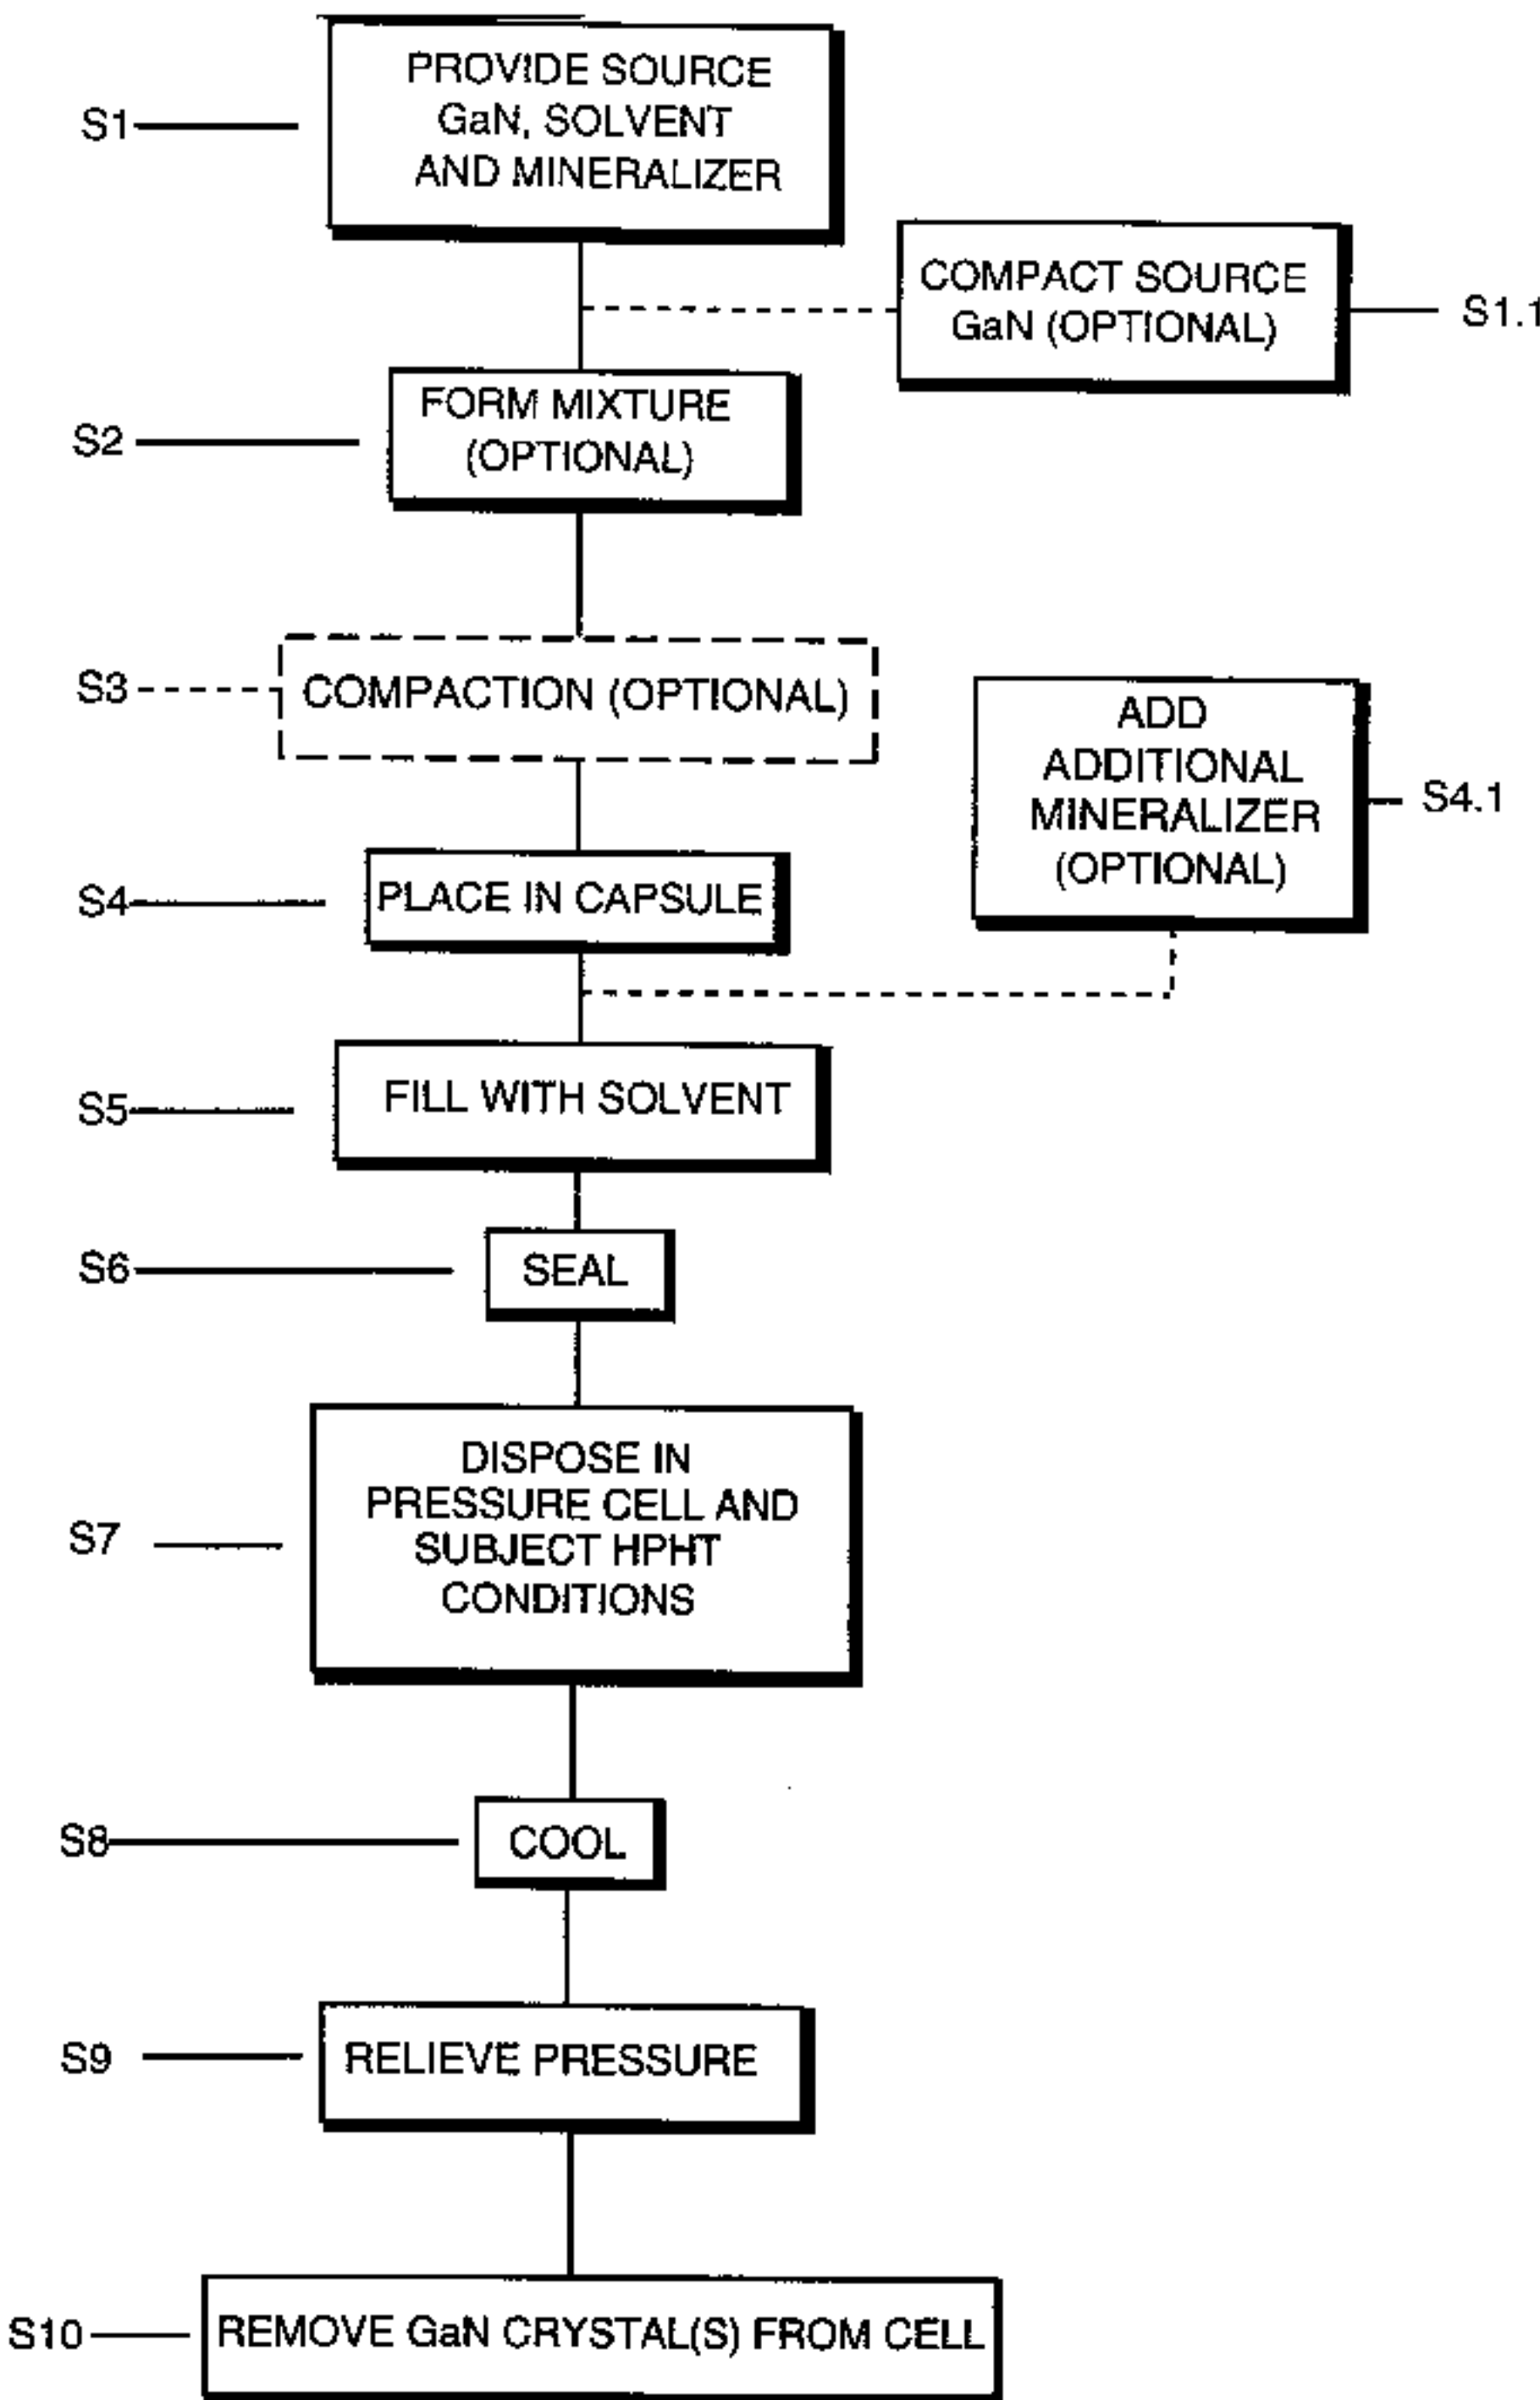 S1
PROVIDE SOURCE
GaN, SOLVENT
AND MINERALIZER
COMPACT SOURCE
GaN (OPTIONAL)
S1.1
S2
FORM MIXTURE
(OPTIONAL)
S3
COMPACTION (OPTIONAL)
ADD
ADDITIONAL
MINERALIZER
(OPTIONAL)
S4.1
S4
PLACE IN CAPSULE
S5
FILL WITH SOLVENT
S6
SEAL
S7
DISPOSE IN
PRESSURE CELL AND
SUBJECT HPHT
CONDITIONS
S8
COOL
S9
RELIEVE PRESSURE
S10
REMOVE GaN CRYSTAL(S) FROM CELL